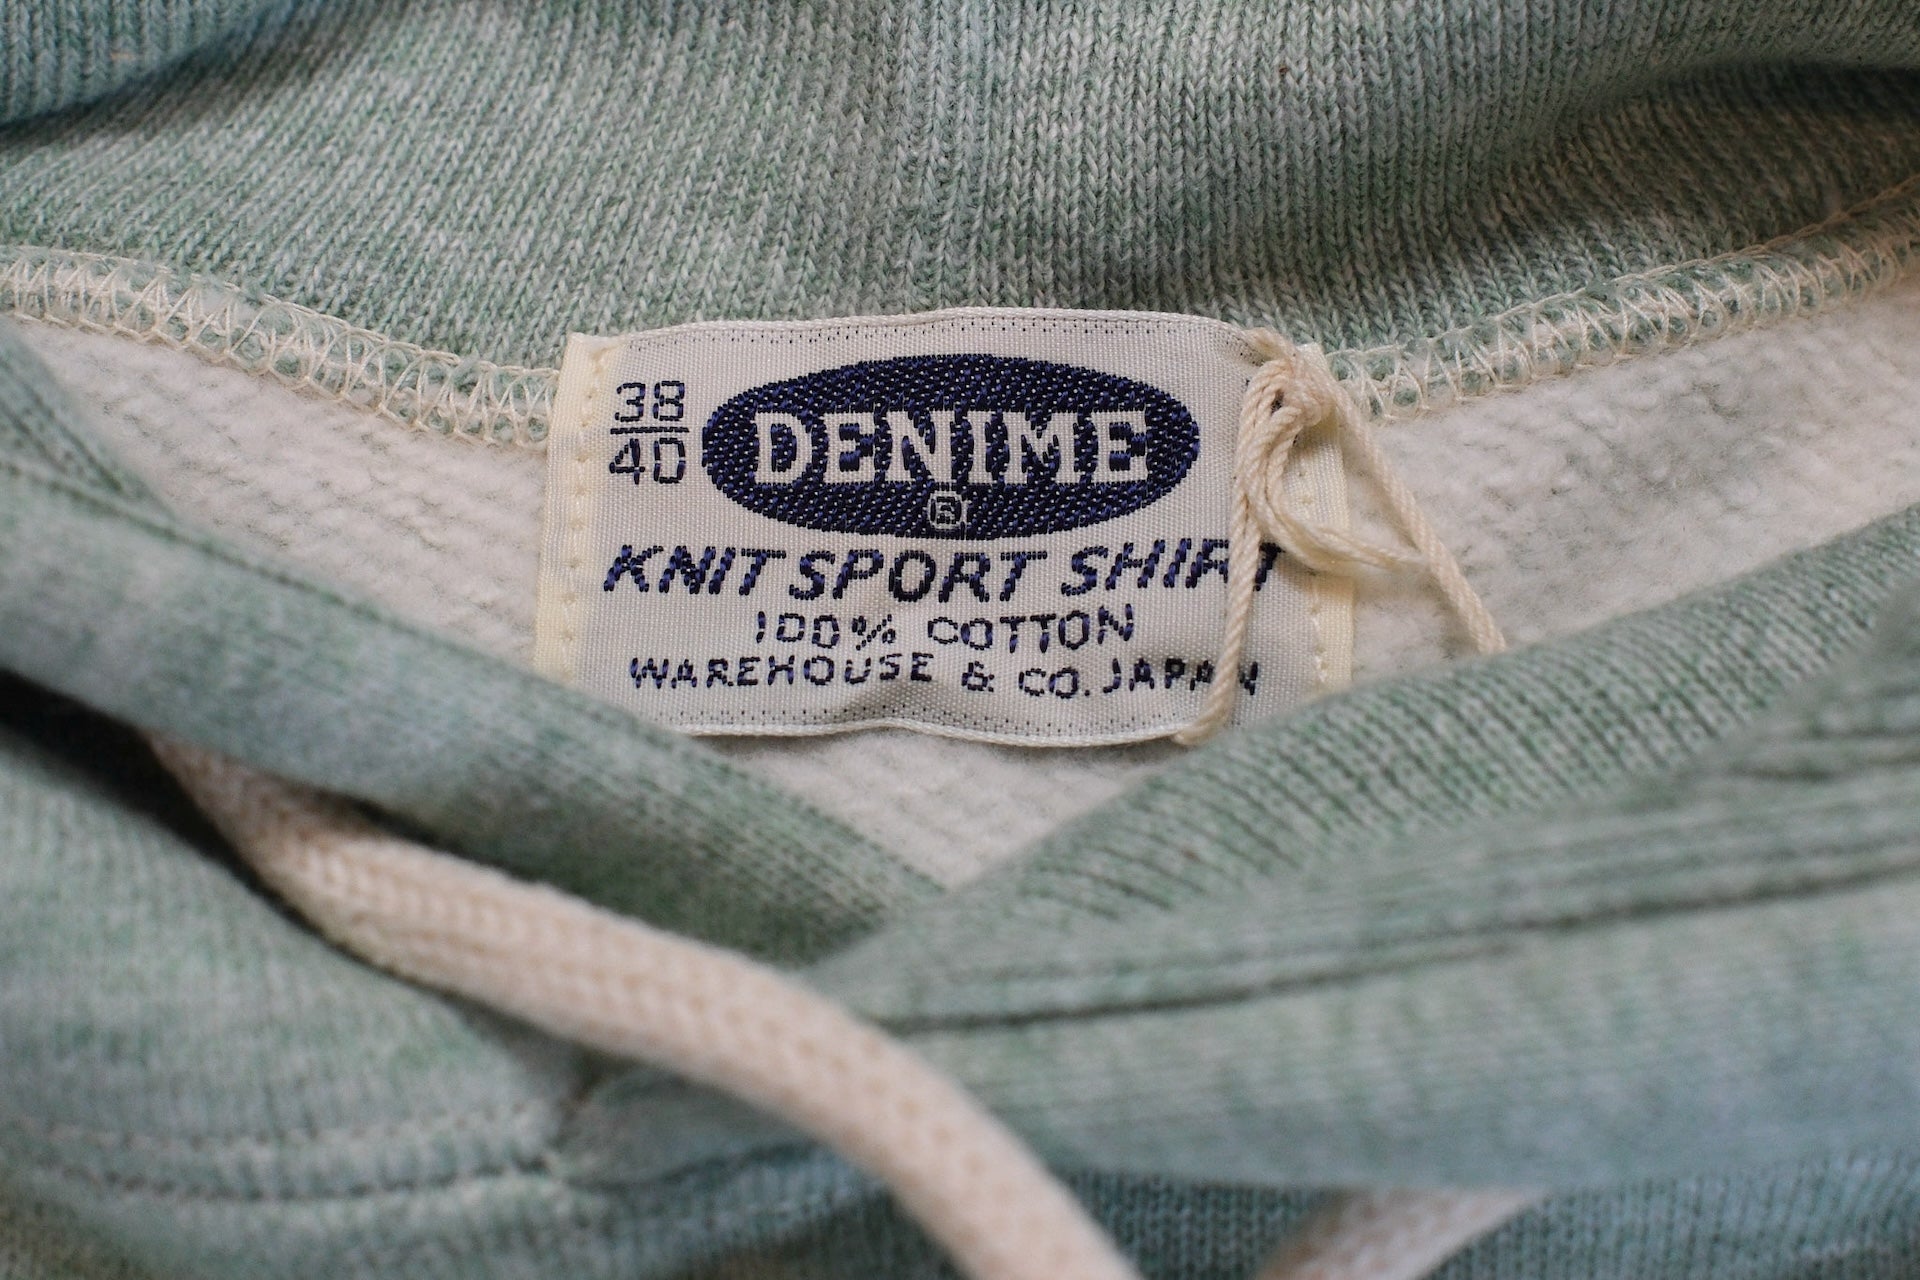 38
40
DENIME
®
KNIT SPORT SHIRT
100% COTTON
WAREHOUSE & CO. JAPAN